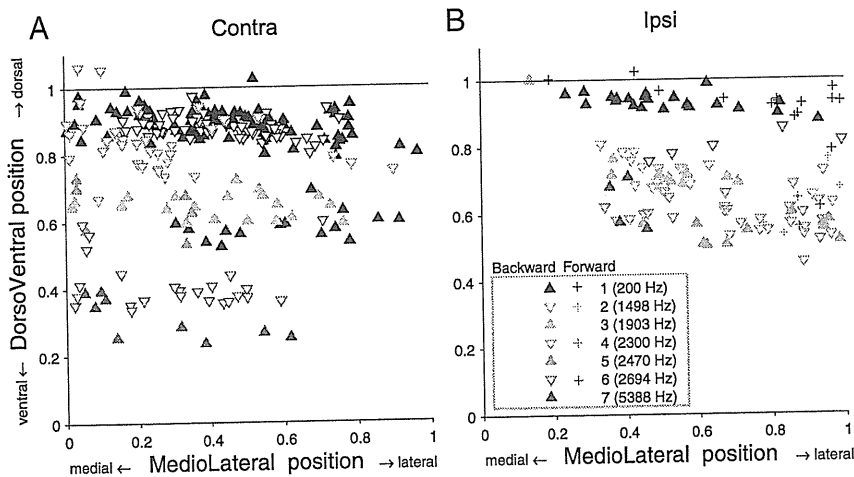 A
Contra
→ dorsal
DorsoVentral position
ventral ←
1
0.8
0.6
0.4
0.2
0
0
0.2
0.4
0.6
0.8
1
medial ← MedioLateral position → lateral
B
Ipsi
1
0.8
0.6
0.4
0.2
0
Backward Forward
1 (200 Hz)
2 (1498 Hz)
3 (1903 Hz)
4 (2300 Hz)
5 (2470 Hz)
6 (2694 Hz)
7 (5388 Hz)
0
0.2
0.4
0.6
0.8
1
medial ← MedioLateral position → lateral